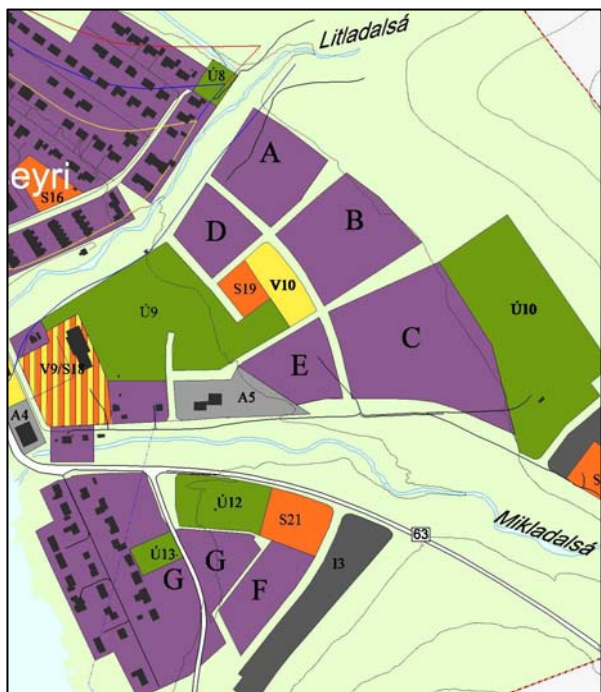 Litladalsá
Ú8
A
eyri
S16
D
B
S19
V10
Ú9
Ú10
C
E
V9/S18
A5
A4
S
Ú12
S21
63
Mikladalsá
Ú13
G
G
F
I3